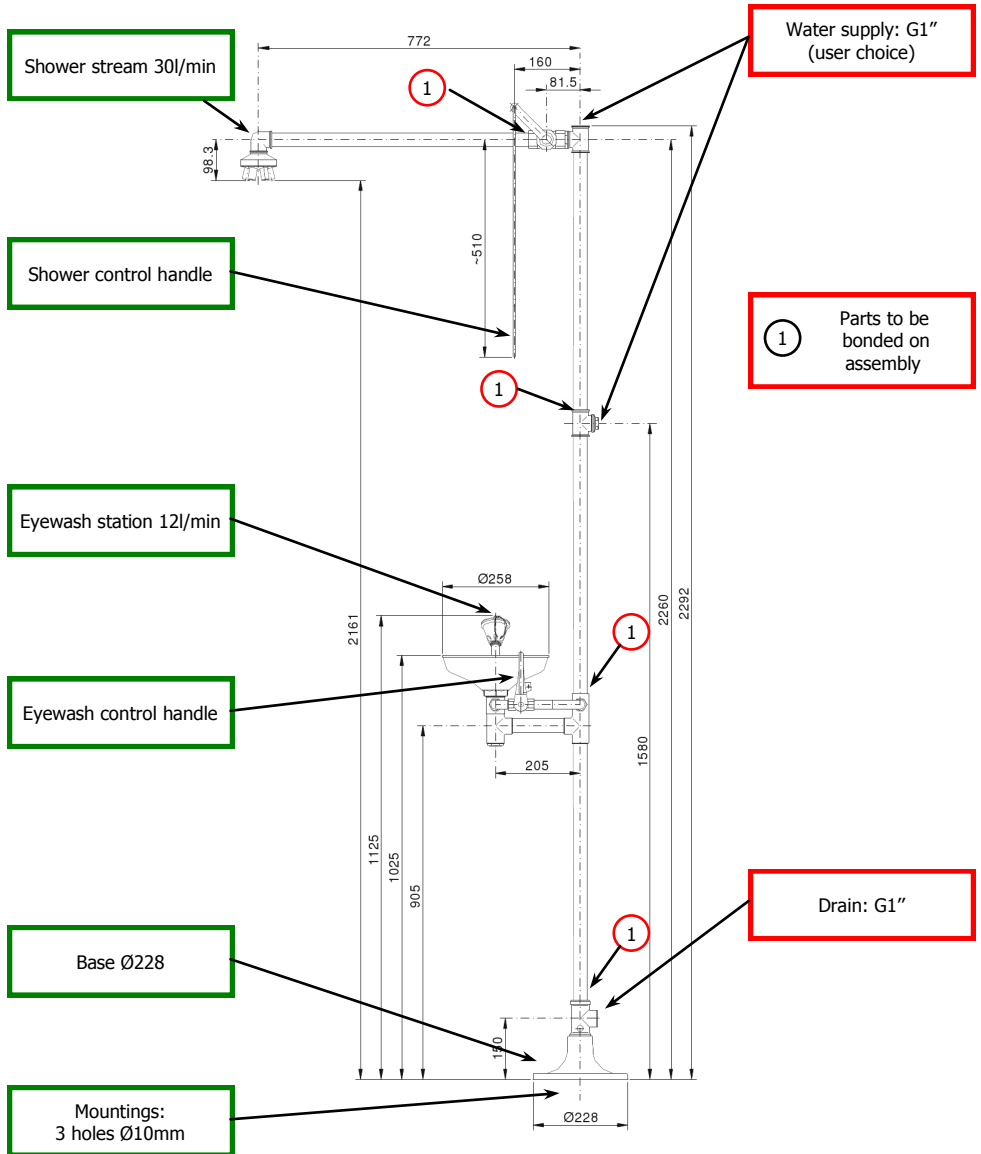 772
Water supply: G1″
(user choice)
Shower stream 30l/min
160
1
81.5
98.3
~510
Shower control handle
1
Parts to be
bonded on
assembly
1
Eyewash station 12l/min
Ø258
2161
2260
2292
1
Eyewash control handle
205
1580
1125
1025
905
Drain: G1″
1
Base Ø228
150
Mountings:
3 holes Ø10mm
Ø228